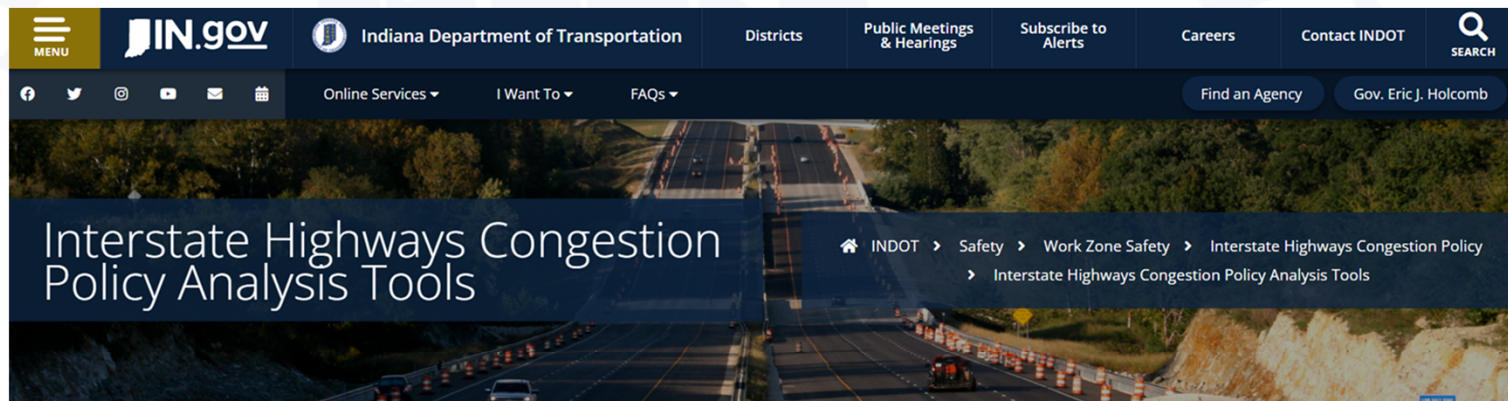 MENU
IN.gov
Indiana Department of Transportation
Districts
Public Meetings
& Hearings
Subscribe to
Alerts
Careers
Contact INDOT
SEARCH
Online Services
I Want To
FAQs
Find an Agency
Gov. Eric J. Holcomb
Interstate Highways Congestion
Policy Analysis Tools
INDOT > Safety > Work Zone Safety > Interstate Highways Congestion Policy
> Interstate Highways Congestion Policy Analysis Tools